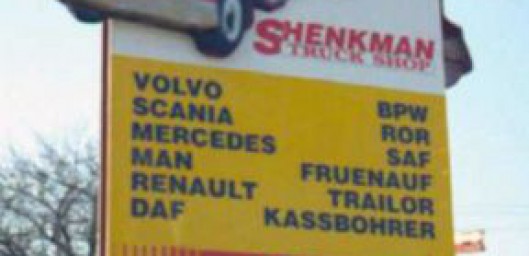 SHENKMAN
TRUCK SHOP
VOLVO
SCANIA
MERCEDES
MAN
RENAULT
DAF
BPW
ROR
SAF
FRUENAUF
TRAILOR
KASSBOHRER